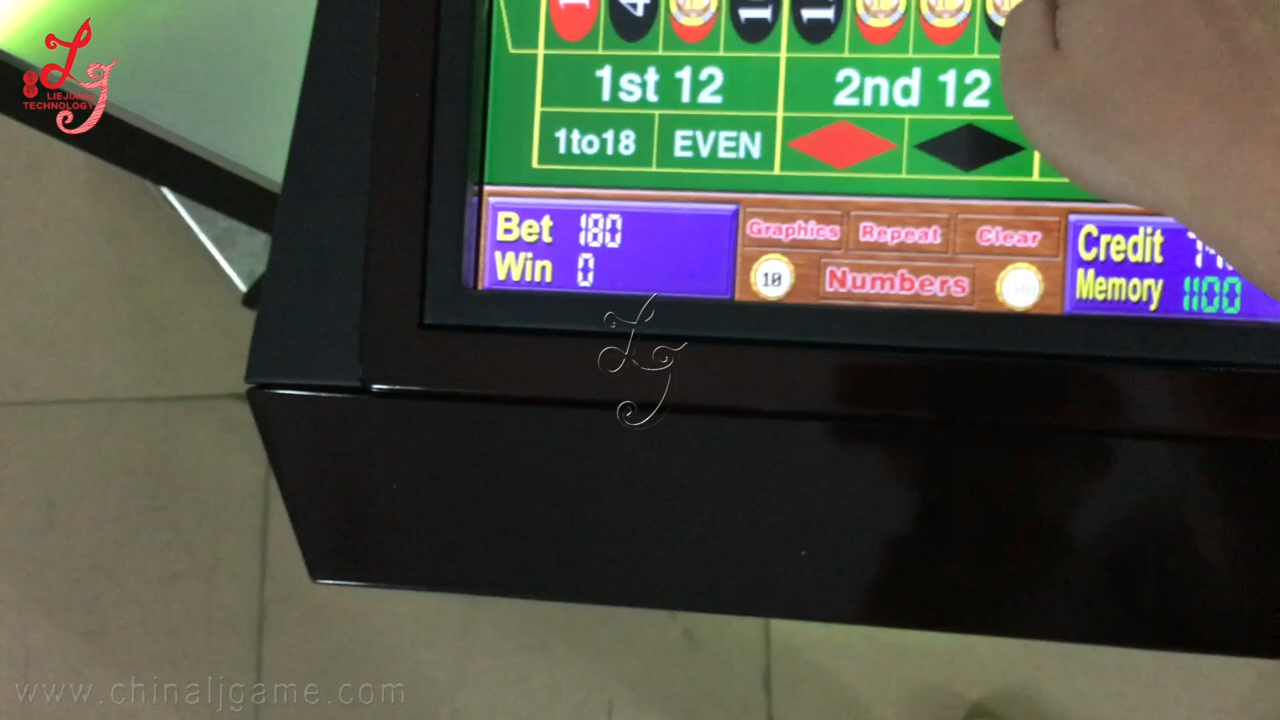 LIEJIANG
TECHNOLOGY
1st 12
2nd 12
1to18
EVEN
Bet 180
Win 0
Graphics
Repeat
Clear
10
Numbers
Credit
Memory 1100
www.chinaljgame.com